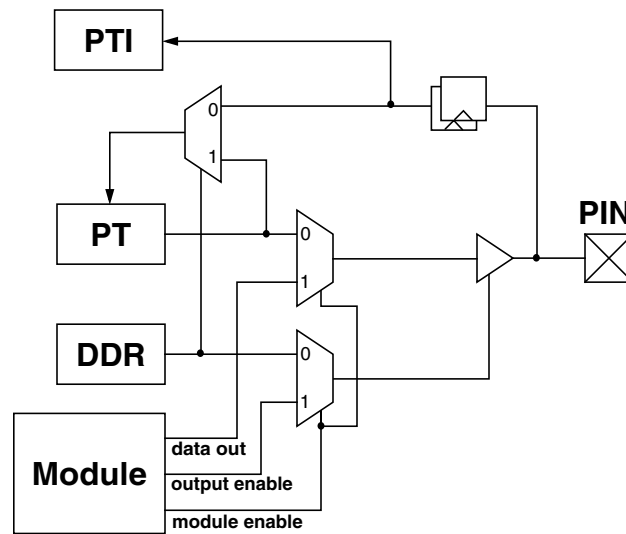 PTI
0
1
PT
PIN
0
1
DDR
0
1
Module
data out
output enable
module enable